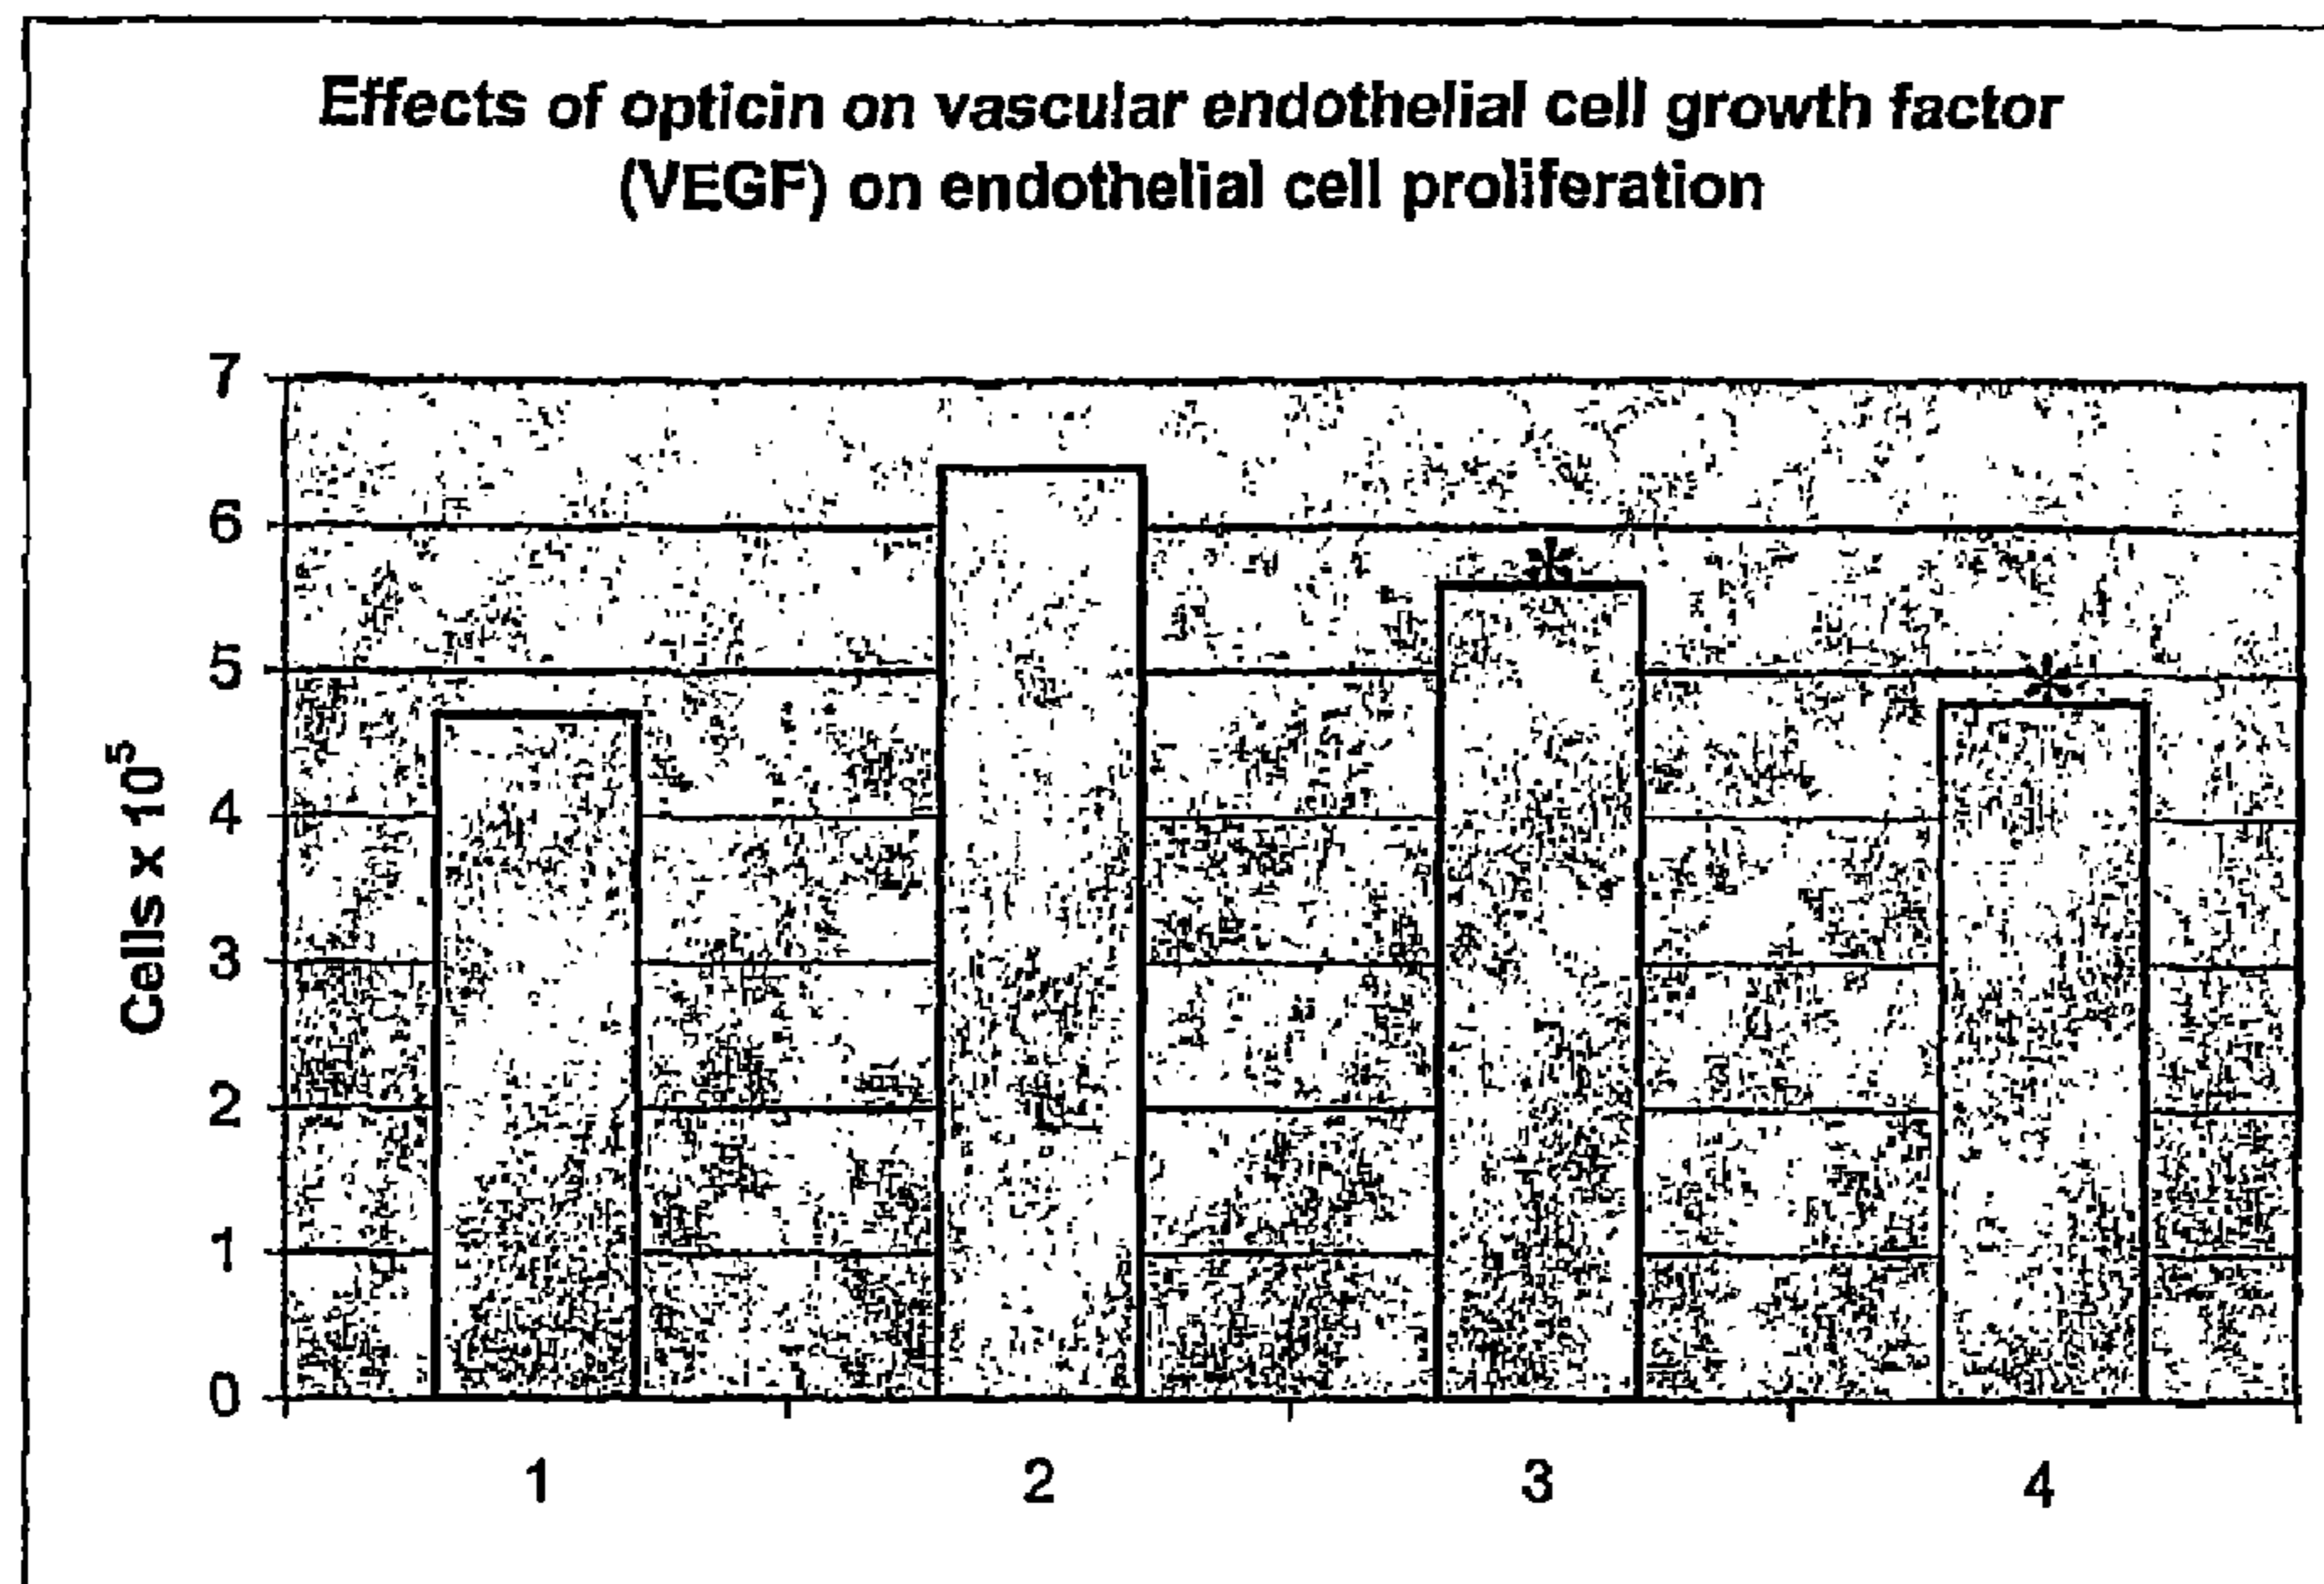 Effects of opticin on vascular endothelial cell growth factor
(VEGF) on endothelial cell proliferation
7
6
5
4
3
2
1
0
Cells x 10⁵
*
*
1 2 3 4